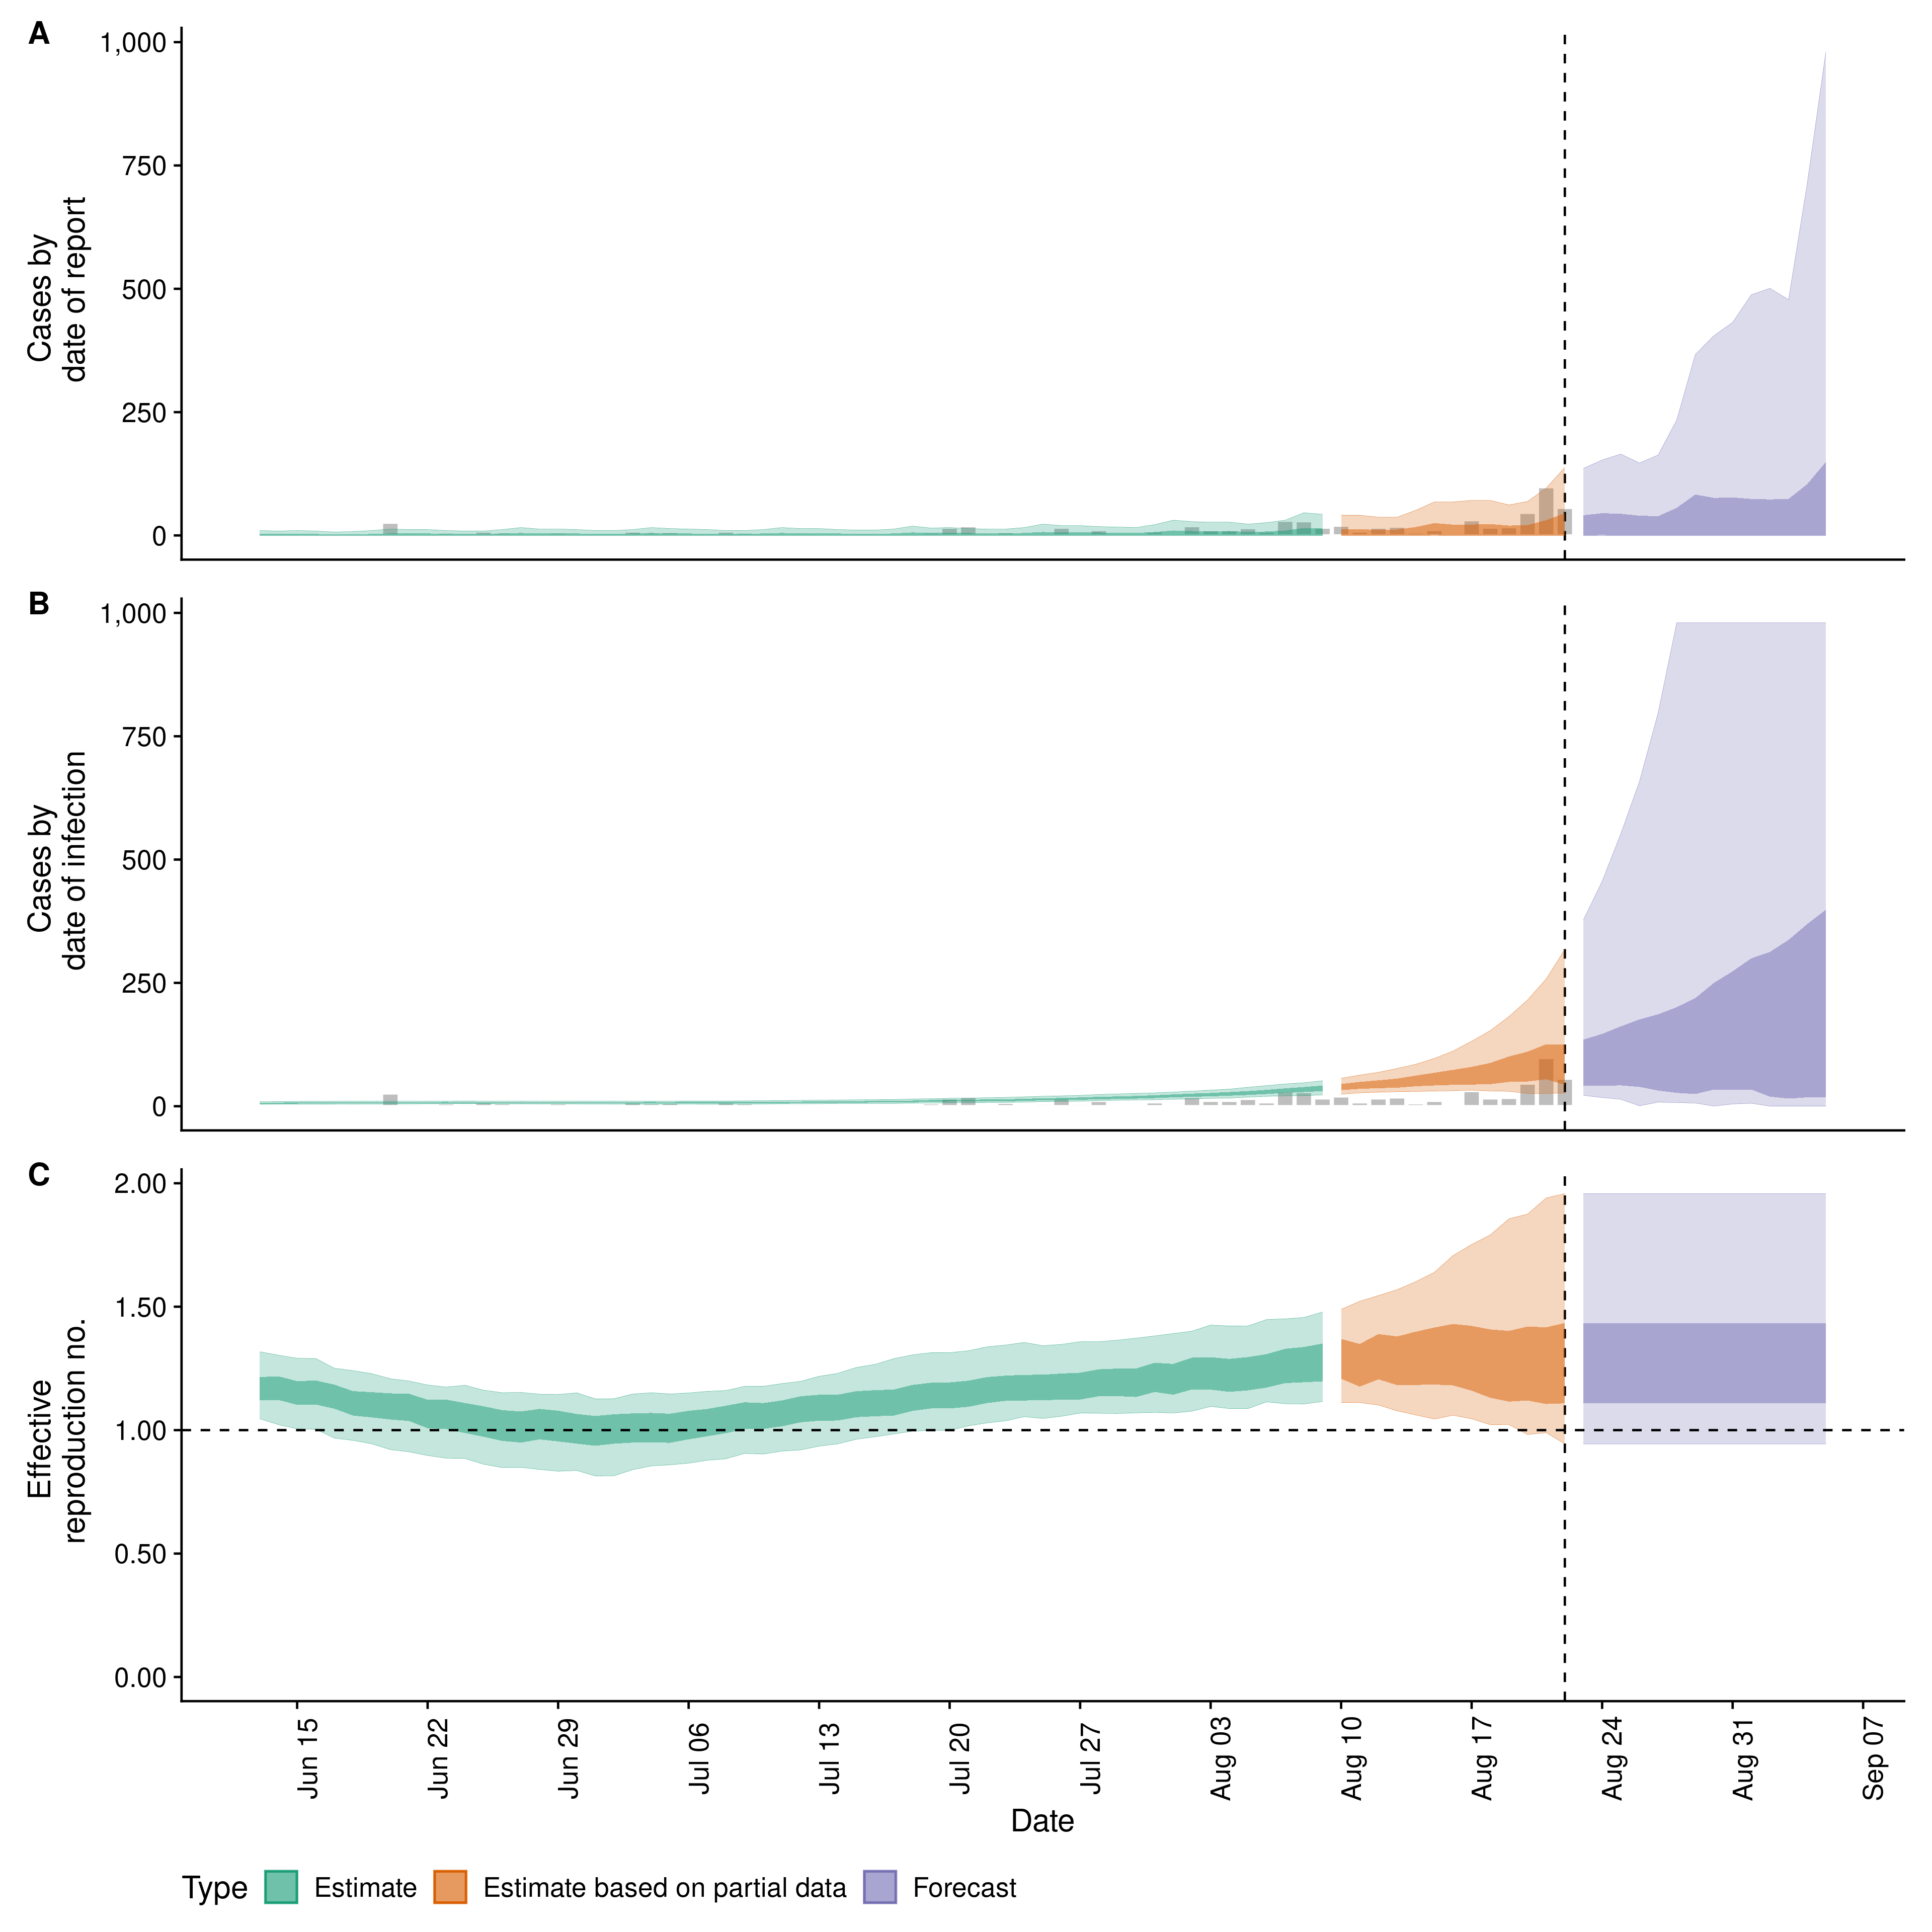 A
1,000
750
500
250
0
Cases by
date of report
B
1,000
750
500
250
0
Cases by
date of infection
C
2.00
1.50
1.00
0.50
0.00
Effective
reproduction no.
Jun 15
Jun 22
Jun 29
Jul 06
Jul 13
Jul 20
Jul 27
Aug 03
Aug 10
Aug 17
Aug 24
Aug 31
Sep 07
Date
Type Estimate Estimate based on partial data Forecast